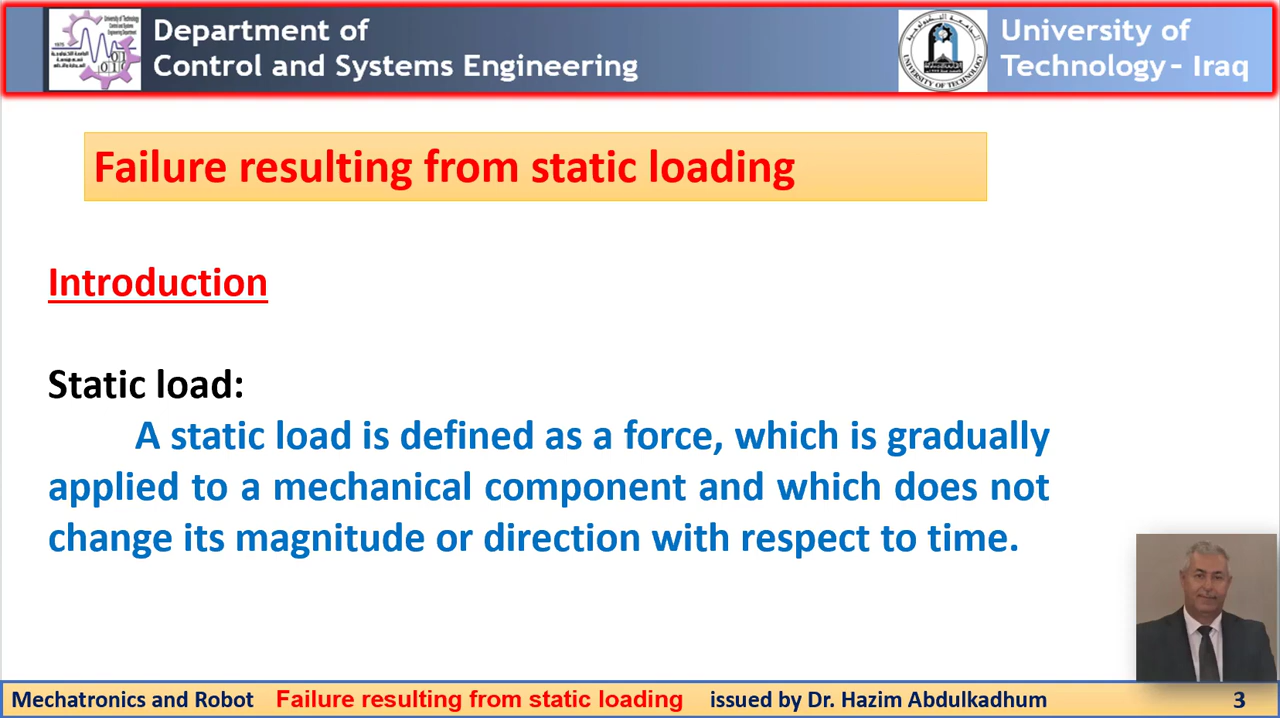 Department of
Control and Systems Engineering
University of
Technology - Iraq
Failure resulting from static loading
Introduction
Static load:
A static load is defined as a force, which is gradually
applied to a mechanical component and which does not
change its magnitude or direction with respect to time.
Mechatronics and Robot Failure resulting from static loading issued by Dr. Hazim Abdulkadhum 3